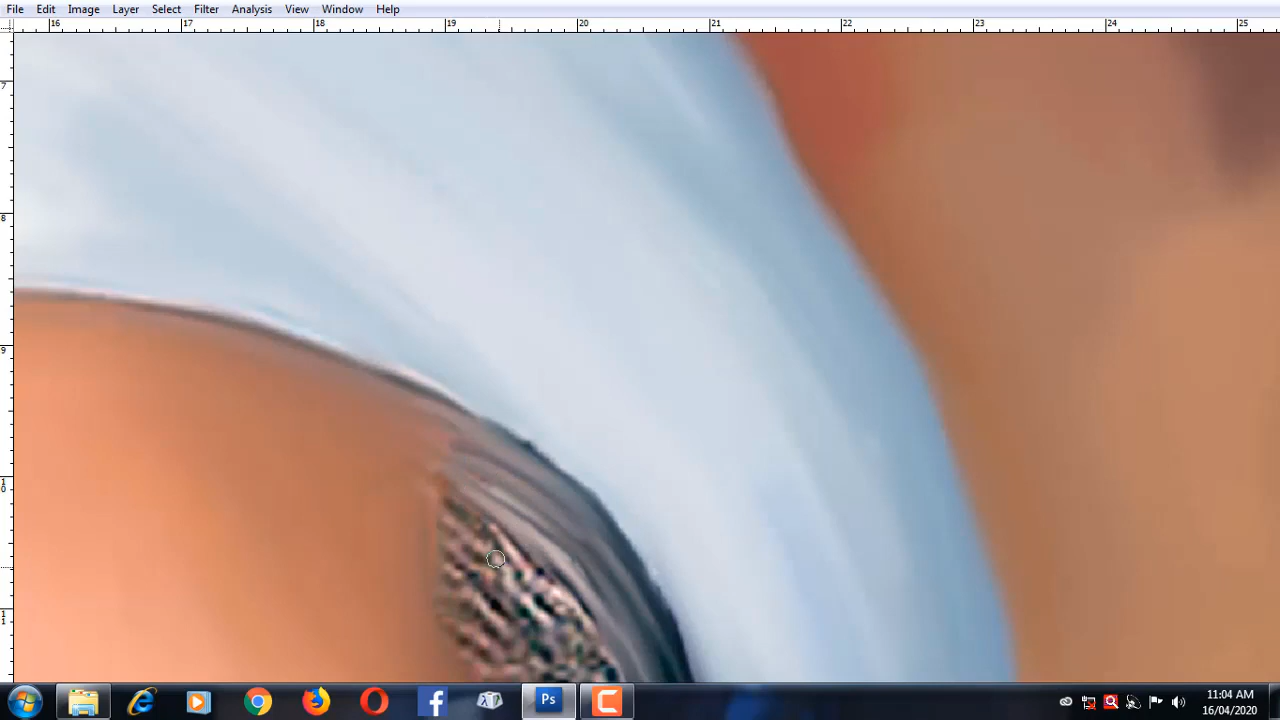 File Edit Image Layer Select Filter Analysis View Window Help
16 17 18 19 20 21 22 23 24 25
7
8
9
10
11
Ps
11:04 AM
16/04/2020